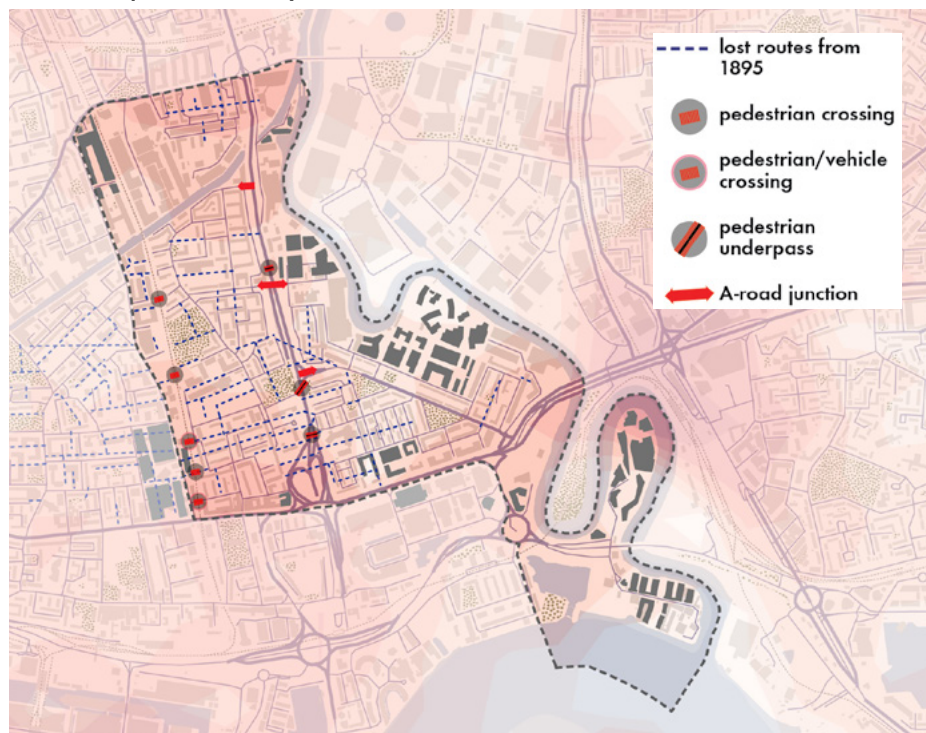 lost routes from
1895
pedestrian crossing
pedestrian/vehicle
crossing
pedestrian
underpass
A-road junction